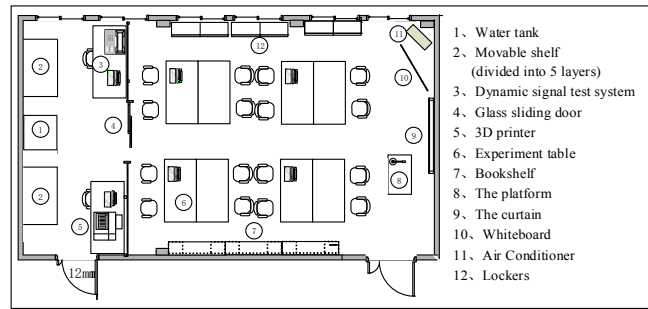 12
11
1、Water tank
2、Movable shelf
(divided into 5 layers)
3、Dynamic signal test system
4、Glass sliding door
5、3D printer
6、Experiment table
7、Bookshelf
8、The platform
9、The curtain
10、Whiteboard
11、Air Conditioner
12、Lockers
2
3
10
1
4
9
2
6
8
5
7
12mm